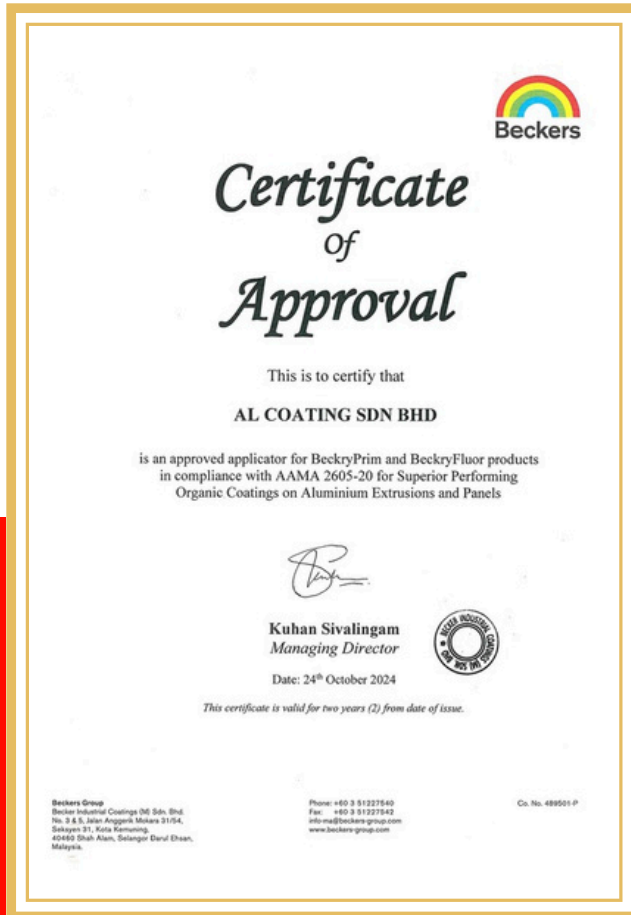 Beckers
Certificate
Of
Approval
This is to certify that
AL COATING SDN BHD
is an approved applicator for BeckryPrim and BeckryFluor products
in compliance with AAMA 2605-20 for Superior Performing
Organic Coatings on Aluminium Extrusions and Panels
Kuhan Sivalingam
Managing Director
BECKER INDUSTRIAL COATINGS (M) SDN. BHD.
Date: 24th October 2024
This certificate is valid for two years (2) from date of issue.
Beckers Group
Becker Industrial Coatings (M) Sdn. Bhd.
No. 3 & 5, Jalan Anggerik Mokara 31/54,
Seksyen 31, Kota Kemuning,
40460 Shah Alam, Selangor Darul Ehsan,
Malaysia.
Phone: +60 3 51227540
Fax: +60 3 51227542
info-ma@beckers-group.com
www.beckers-group.com
Co. No. 489501-P